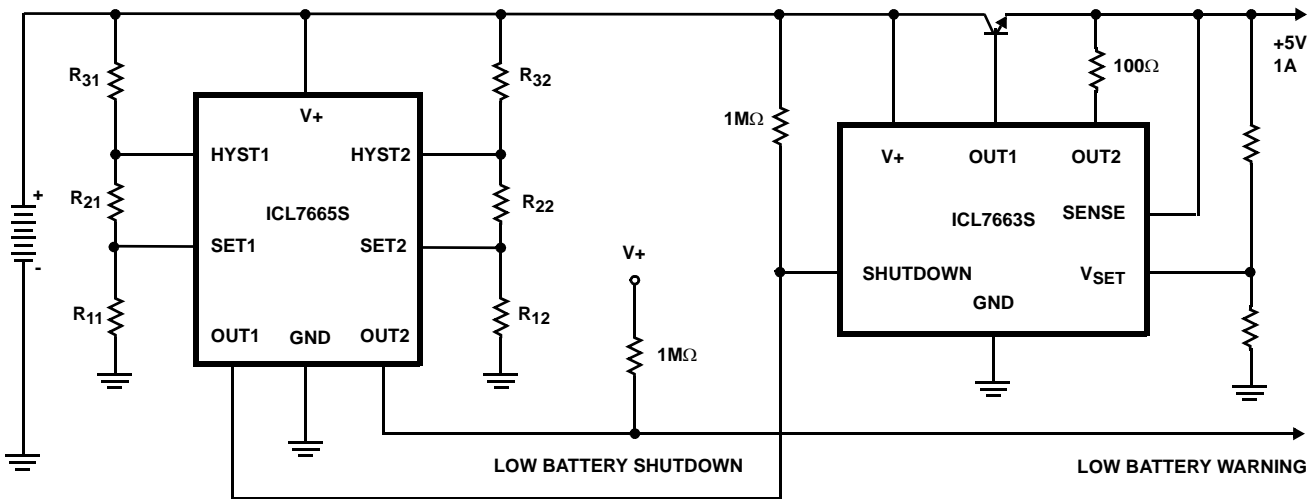 +5V
1A
R31
R32
V+
HYST1
HYST2
R21
R22
ICL7665S
SET1
SET2
R11
R12
OUT1
GND
OUT2
+
-
V+
1MΩ
1MΩ
100Ω
V+
OUT1
OUT2
ICL7663S
SENSE
SHUTDOWN
VSET
GND
LOW BATTERY SHUTDOWN
LOW BATTERY WARNING